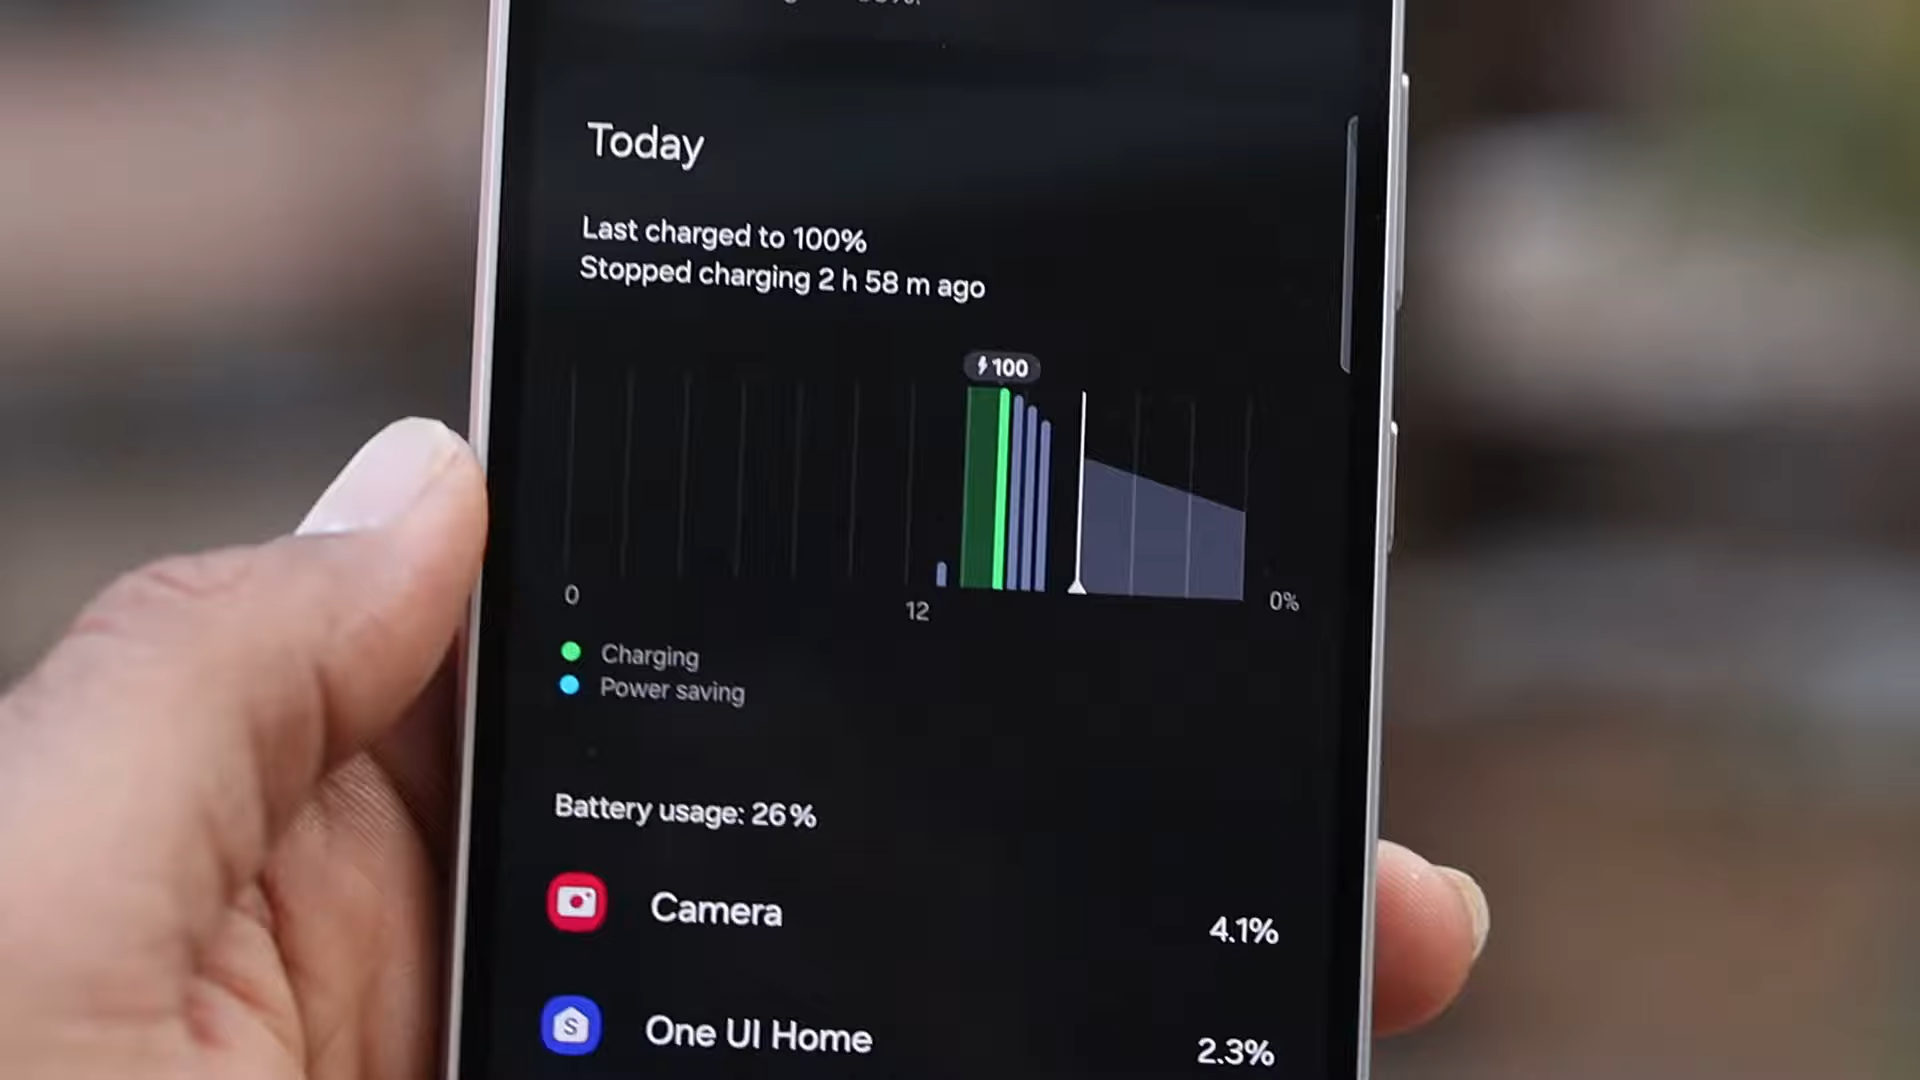 Today
Last charged to 100%
Stopped charging 2 h 58 m ago
100
0
12
0%
Charging
Power saving
Battery usage: 26%
Camera
4.1%
One UI Home
2.3%